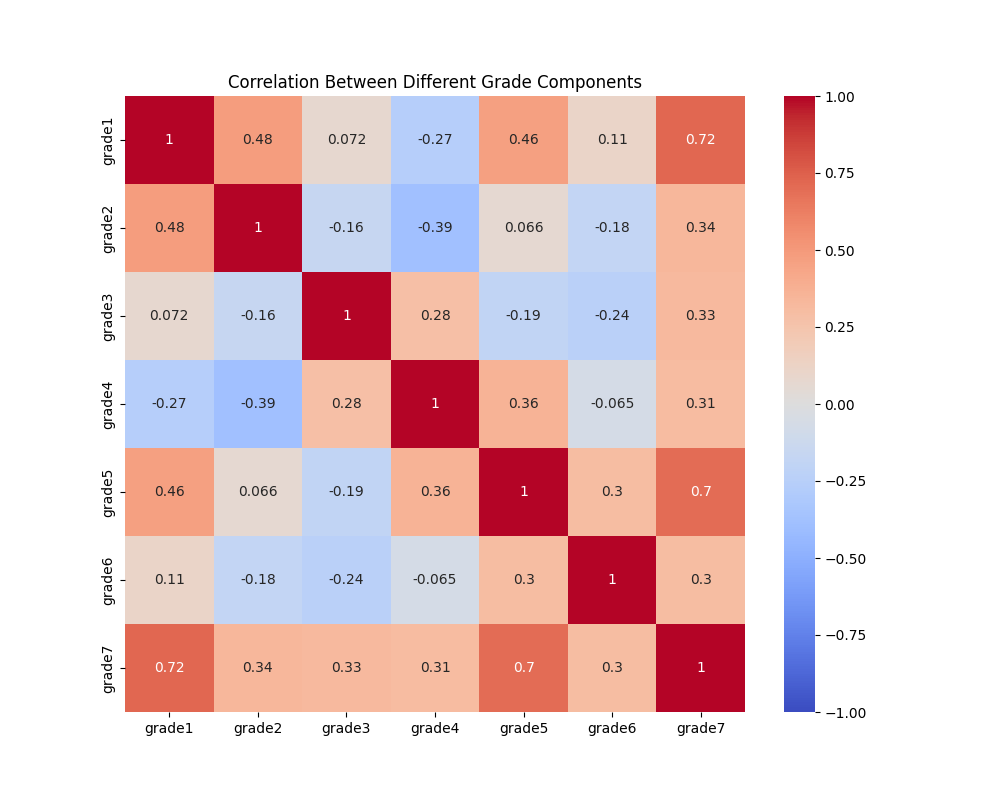 Correlation Between Different Grade Components
grade1 1 0.48 0.072 -0.27 0.46 0.11 0.72
grade2 0.48 1 -0.16 -0.39 0.066 -0.18 0.34
grade3 0.072 -0.16 1 0.28 -0.19 -0.24 0.33
grade4 -0.27 -0.39 0.28 1 0.36 -0.065 0.31
grade5 0.46 0.066 -0.19 0.36 1 0.3 0.7
grade6 0.11 -0.18 -0.24 -0.065 0.3 1 0.3
grade7 0.72 0.34 0.33 0.31 0.7 0.3 1
grade1 grade2 grade3 grade4 grade5 grade6 grade7
1.00
0.75
0.50
0.25
0.00
−0.25
−0.50
−0.75
−1.00